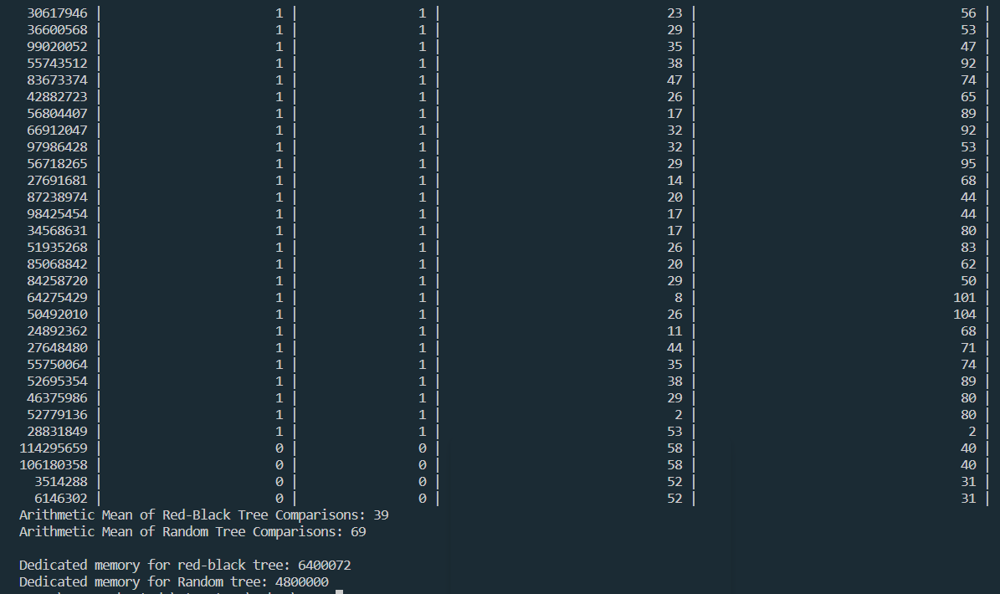 30617946 | 1 | 1 | 23 | 56 |
36600568 | 1 | 1 | 29 | 53 |
99020052 | 1 | 1 | 35 | 47 |
55743512 | 1 | 1 | 38 | 92 |
83673374 | 1 | 1 | 47 | 74 |
42882723 | 1 | 1 | 26 | 65 |
56804407 | 1 | 1 | 17 | 89 |
66912047 | 1 | 1 | 32 | 92 |
97986428 | 1 | 1 | 32 | 53 |
56718265 | 1 | 1 | 29 | 95 |
27691681 | 1 | 1 | 14 | 68 |
87238974 | 1 | 1 | 20 | 44 |
98425454 | 1 | 1 | 17 | 44 |
34568631 | 1 | 1 | 17 | 80 |
51935268 | 1 | 1 | 26 | 83 |
85068842 | 1 | 1 | 20 | 62 |
84258720 | 1 | 1 | 29 | 50 |
64275429 | 1 | 1 | 8 | 101 |
50492010 | 1 | 1 | 26 | 104 |
24892362 | 1 | 1 | 11 | 68 |
27648480 | 1 | 1 | 44 | 71 |
55750064 | 1 | 1 | 35 | 74 |
52695354 | 1 | 1 | 38 | 89 |
46375986 | 1 | 1 | 29 | 80 |
52779136 | 1 | 1 | 2 | 80 |
28831849 | 1 | 1 | 53 | 2 |
114295659 | 0 | 0 | 58 | 40 |
106180358 | 0 | 0 | 58 | 40 |
3514288 | 0 | 0 | 52 | 31 |
6146302 | 0 | 0 | 52 | 31 |
Arithmetic Mean of Red-Black Tree Comparisons: 39
Arithmetic Mean of Random Tree Comparisons: 69
Dedicated memory for red-black tree: 6400072
Dedicated memory for Random tree: 4800000